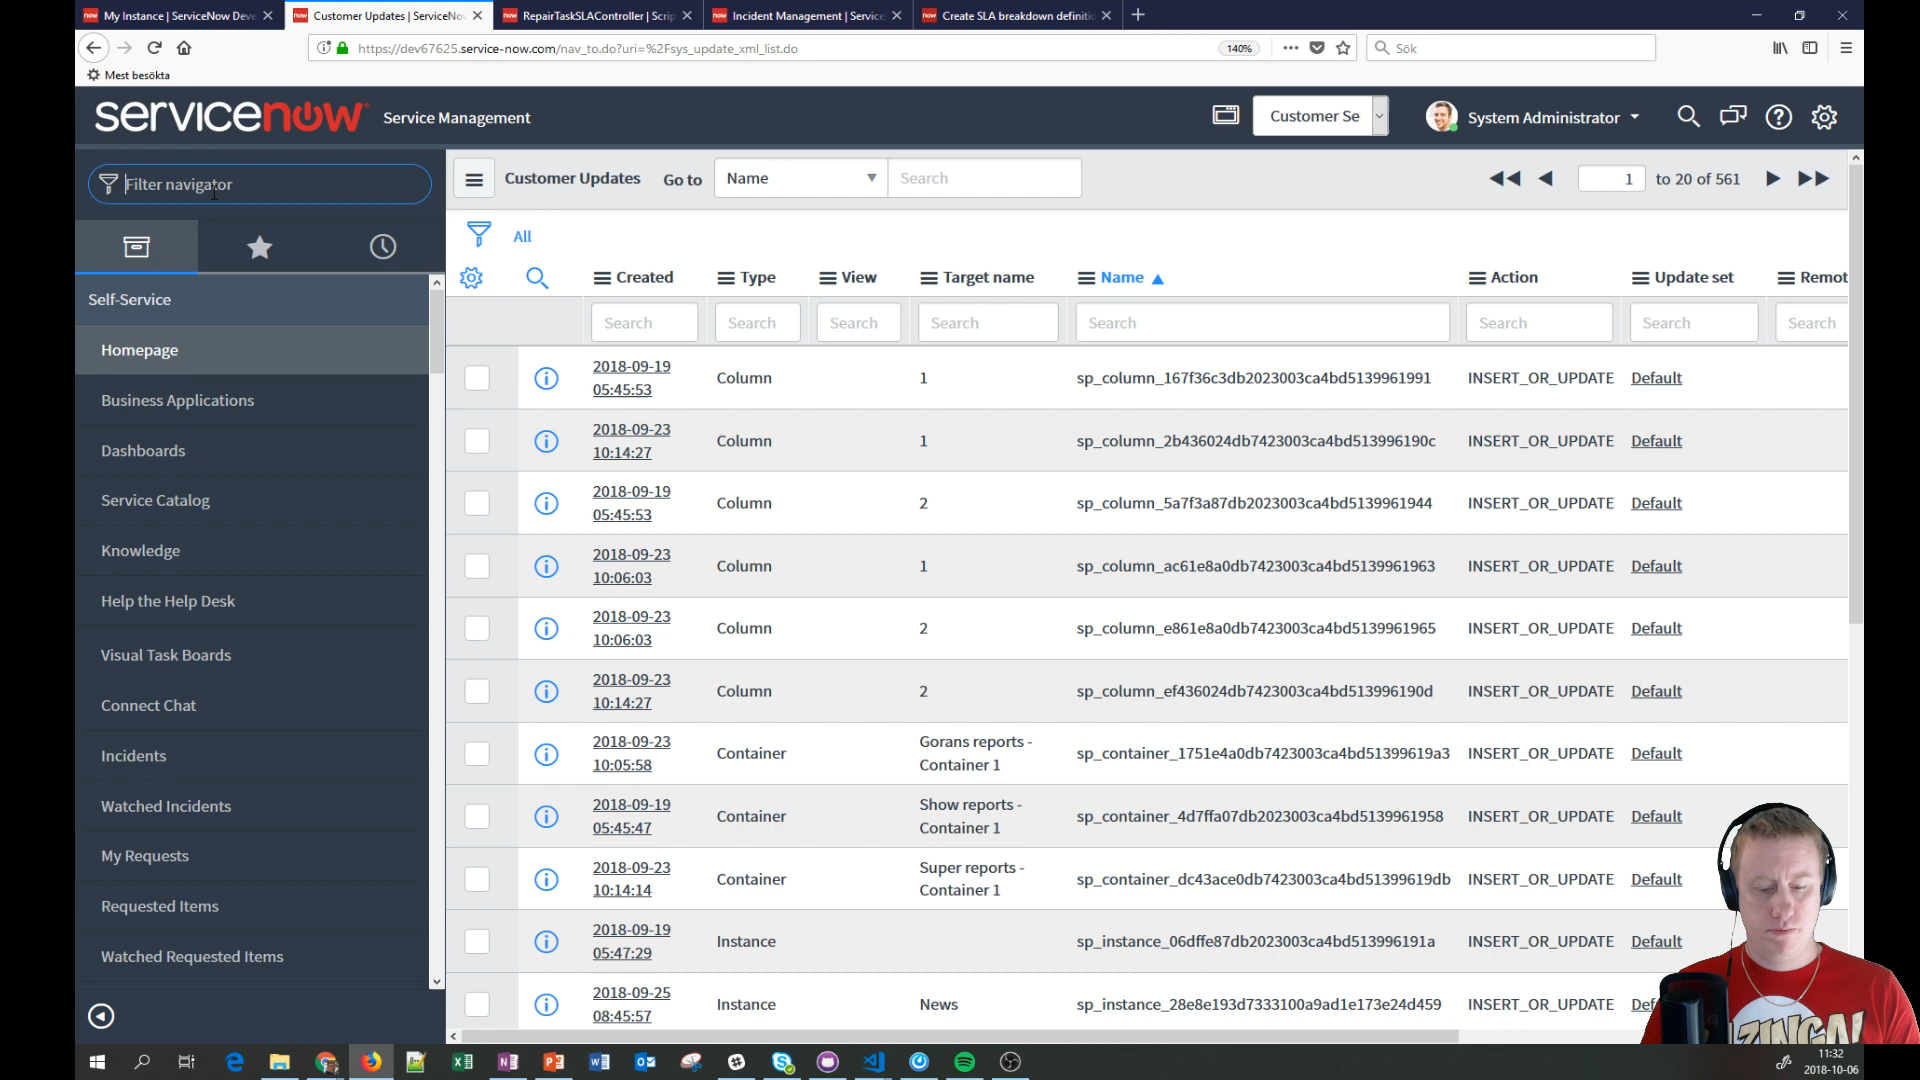 My Instance | ServiceNow Deve
Customer Updates | ServiceNo
RepairTaskSLAController | Scrip
Incident Management | Service
Create SLA breakdown definitio
https://dev67625.service-now.com/nav_to.do?uri=%2Fsys_update_xml_list.do
140%
Sök
Mest besökta
servicenow
Service Management
Customer Se
System Administrator
Filter navigator
Self-Service
Homepage
Business Applications
Dashboards
Service Catalog
Knowledge
Help the Help Desk
Visual Task Boards
Connect Chat
Incidents
Watched Incidents
My Requests
Requested Items
Watched Requested Items
Customer Updates Go to Name Search 1 to 20 of 561
All
Created Type View Target name Name Action Update set Remot
Search Search Search Search Search Search Search Search
2018-09-19 05:45:53 Column 1 sp_column_167f36c3db2023003ca4bd5139961991 INSERT_OR_UPDATE Default
2018-09-23 10:14:27 Column 1 sp_column_2b436024db7423003ca4bd513996190c INSERT_OR_UPDATE Default
2018-09-19 05:45:53 Column 2 sp_column_5a7f3a87db2023003ca4bd5139961944 INSERT_OR_UPDATE Default
2018-09-23 10:06:03 Column 1 sp_column_ac61e8a0db7423003ca4bd5139961963 INSERT_OR_UPDATE Default
2018-09-23 10:06:03 Column 2 sp_column_e861e8a0db7423003ca4bd5139961965 INSERT_OR_UPDATE Default
2018-09-23 10:14:27 Column 2 sp_column_ef436024db7423003ca4bd513996190d INSERT_OR_UPDATE Default
2018-09-23 10:05:58 Container Gorans reports - Container 1 sp_container_1751e4a0db7423003ca4bd51399619a3 INSERT_OR_UPDATE Default
2018-09-19 05:45:47 Container Show reports - Container 1 sp_container_4d7ffa07db2023003ca4bd5139961958 INSERT_OR_UPDATE Default
2018-09-23 10:14:14 Container Super reports - Container 1 sp_container_dc43ace0db7423003ca4bd51399619db INSERT_OR_UPDATE Default
2018-09-19 05:47:29 Instance sp_instance_06dffe87db2023003ca4bd513996191a INSERT_OR_UPDATE Default
2018-09-25 08:45:57 Instance News sp_instance_28e8e193d7333100a9ad1e173e24d459 INSERT_OR_UPDATE Def
ZINGA!
11:32
2018-10-06